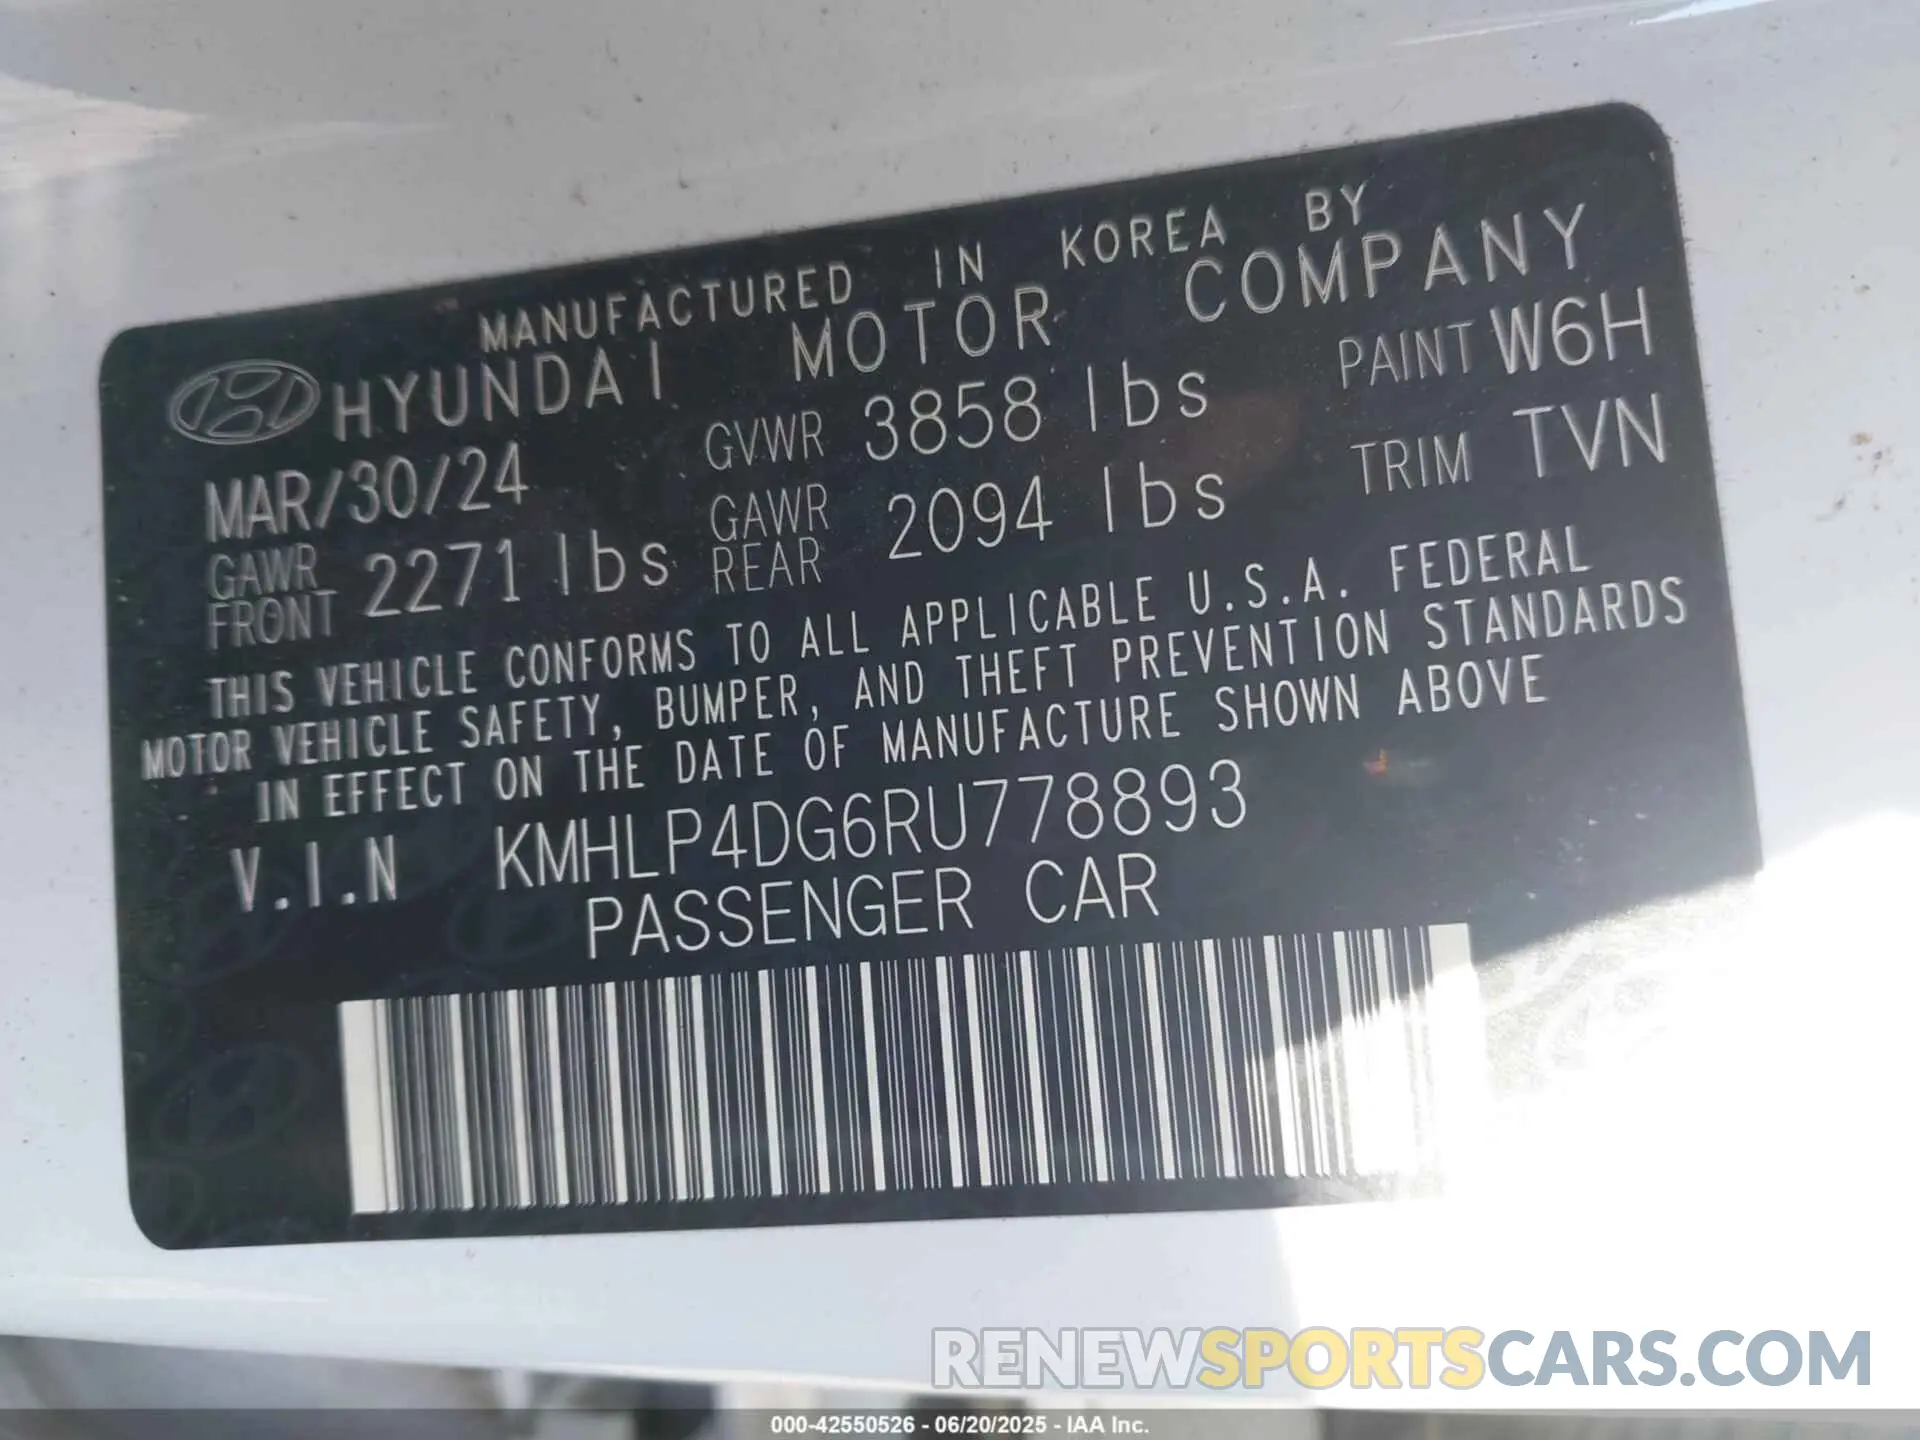 MANUFACTURED IN KOREA BY
HYUNDAI MOTOR COMPANY
MAR/30/24 GVWR 3858 lbs PAINT W6H
GAWR FRONT 2271 lbs GAWR REAR 2094 lbs TRIM TVN
THIS VEHICLE CONFORMS TO ALL APPLICABLE U.S.A. FEDERAL
MOTOR VEHICLE SAFETY, BUMPER, AND THEFT PREVENTION STANDARDS
IN EFFECT ON THE DATE OF MANUFACTURE SHOWN ABOVE
V.I.N KMHLP4DG6RU778893
PASSENGER CAR
RENEWSPORTSCARS.COM
000-42550526 - 06/20/2025 - IAA Inc.